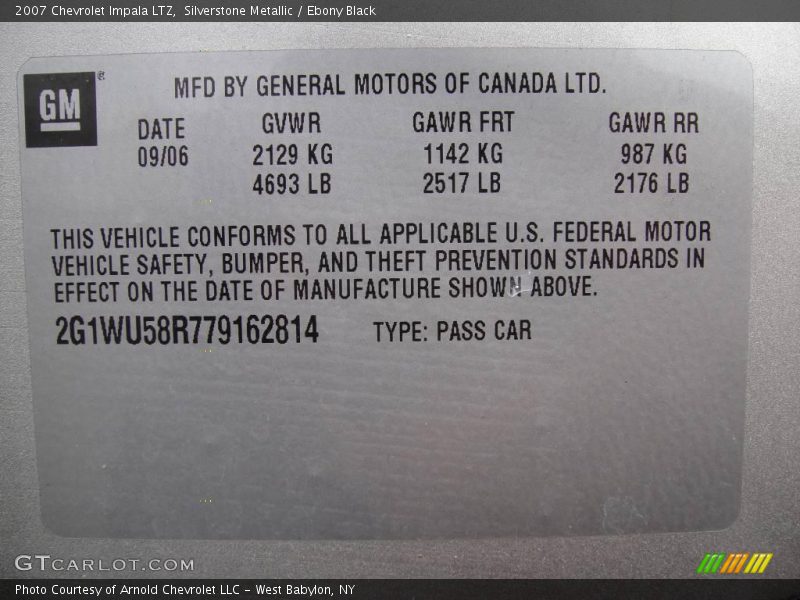 2007 Chevrolet Impala LTZ, Silverstone Metallic / Ebony Black
GM®
MFD BY GENERAL MOTORS OF CANADA LTD.
DATE GVWR GAWR FRT GAWR RR
09/06 2129 KG 1142 KG 987 KG
4693 LB 2517 LB 2176 LB
THIS VEHICLE CONFORMS TO ALL APPLICABLE U.S. FEDERAL MOTOR
VEHICLE SAFETY, BUMPER, AND THEFT PREVENTION STANDARDS IN
EFFECT ON THE DATE OF MANUFACTURE SHOWN ABOVE.
2G1WU58R779162814 TYPE: PASS CAR
GTCARLOT.COM
Photo Courtesy of Arnold Chevrolet LLC - West Babylon, NY